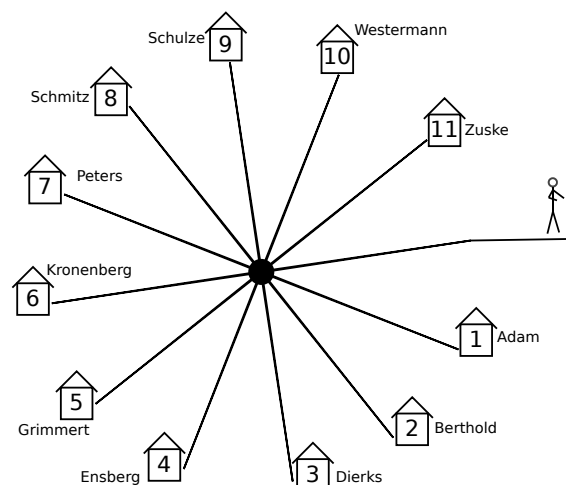 Westermann
Schulze
9
10
Schmitz
8
11
Zuske
Peters
7
Kronenberg
6
1
Adam
5
Grimmert
2
Berthold
4
Ensberg
3
Dierks